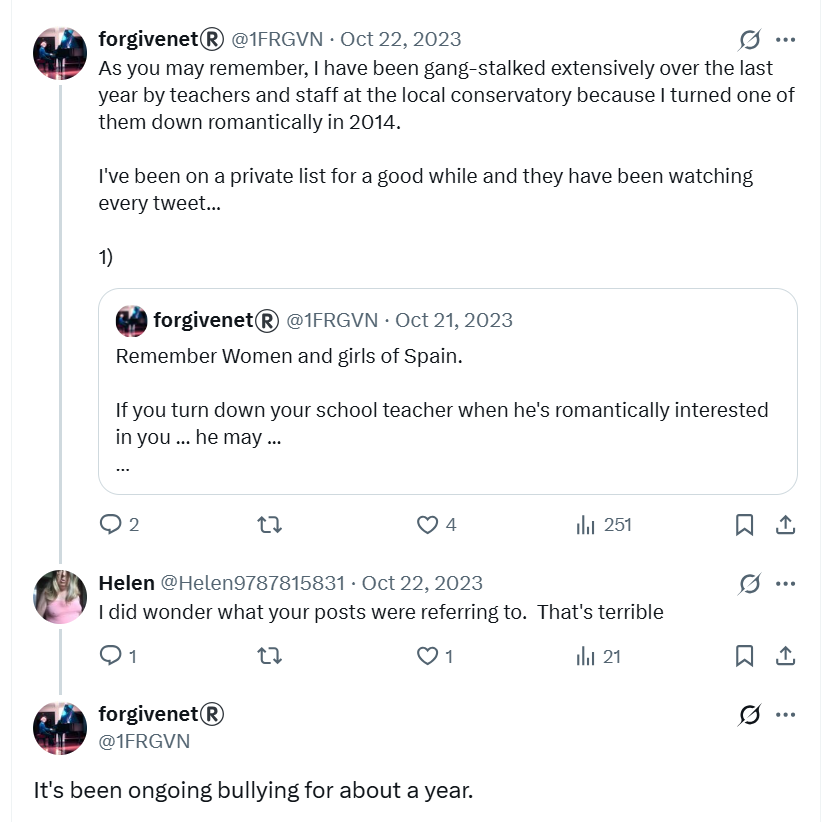 forgivenet® @1FRGVN · Oct 22, 2023
As you may remember, I have been gang-stalked extensively over the last
year by teachers and staff at the local conservatory because I turned one of
them down romantically in 2014.
I've been on a private list for a good while and they have been watching
every tweet...
1)
forgivenet® @1FRGVN · Oct 21, 2023
Remember Women and girls of Spain.
If you turn down your school teacher when he's romantically interested
in you ... he may ...
...
2 4 251
Helen @Helen9787815831 · Oct 22, 2023
I did wonder what your posts were referring to.  That's terrible
1 1 21
forgivenet®
@1FRGVN
It's been ongoing bullying for about a year.